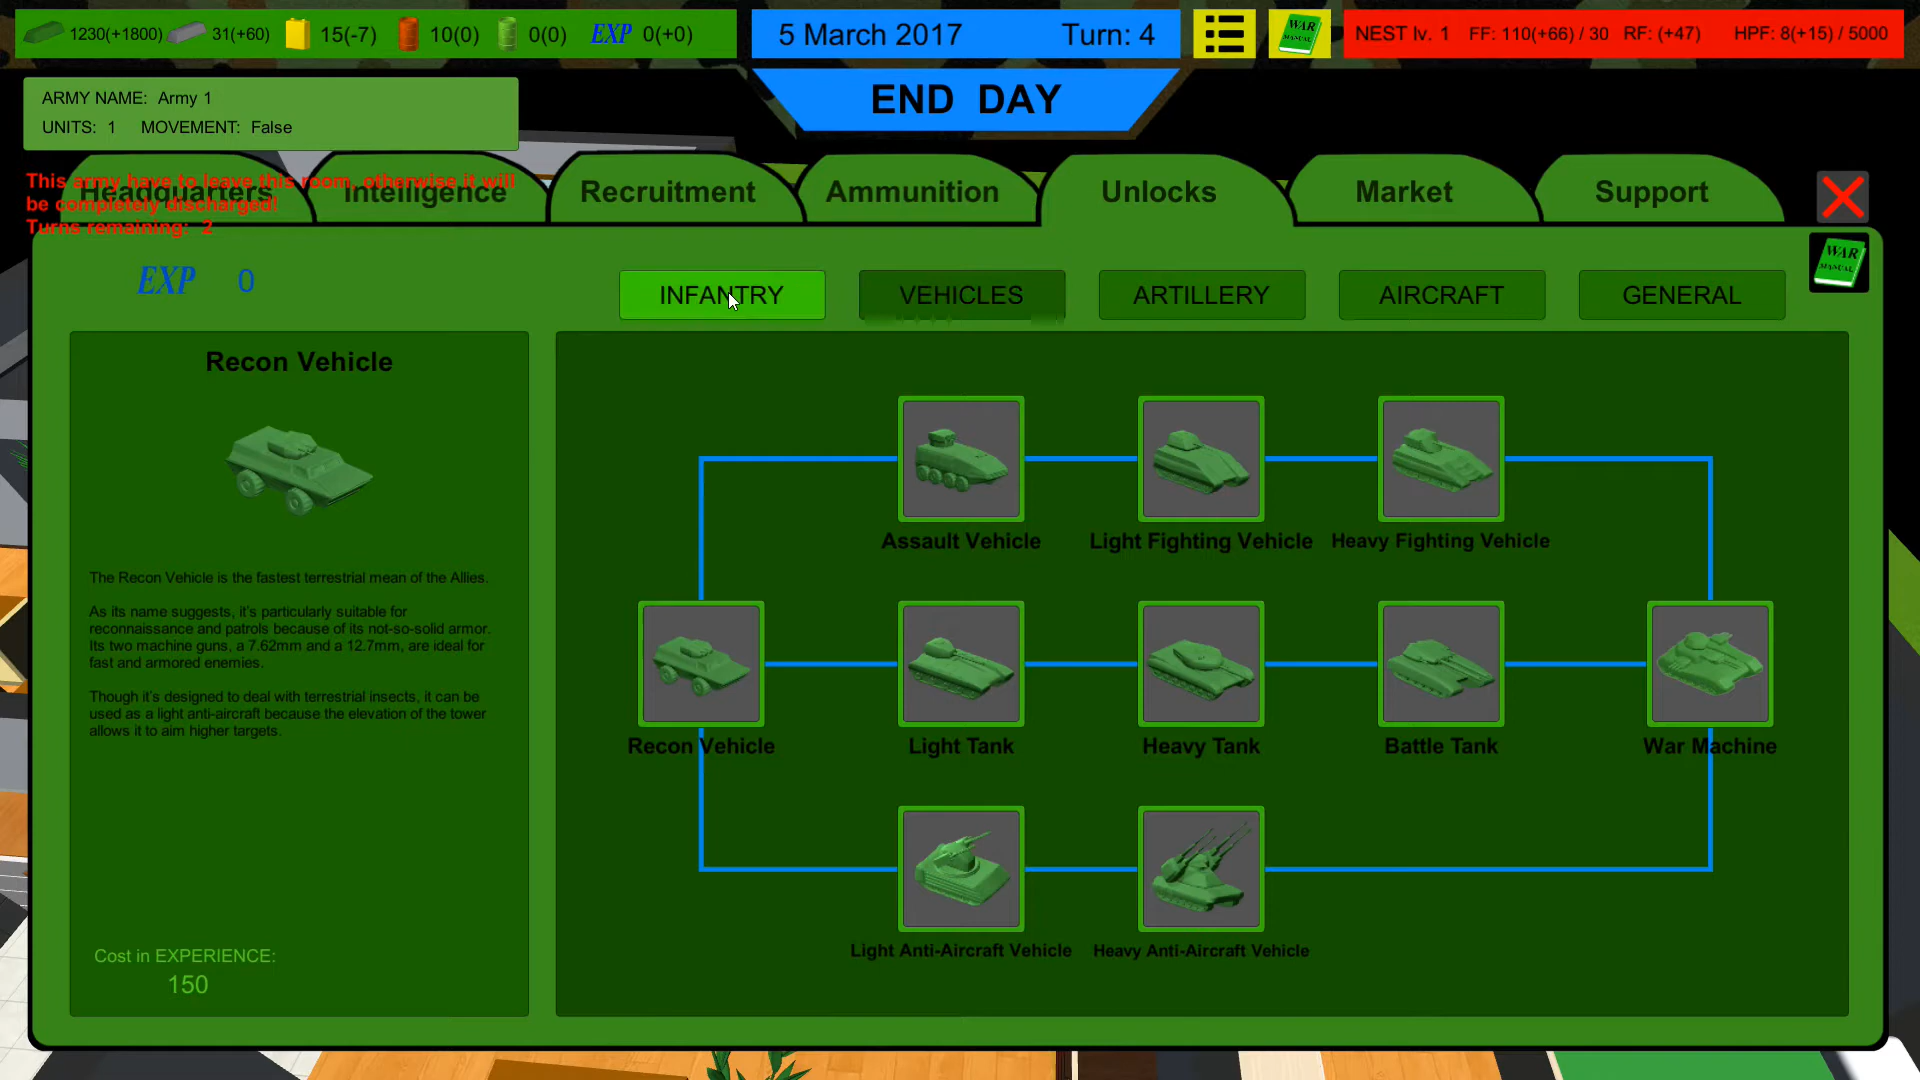 1230(+1800) 31(+60) 15(-7) 10(0) 0(0) EXP 0(+0)
5 March 2017 Turn: 4
WAR MANUAL
NEST lv. 1 FF: 110(+66) / 30 RF: (+47) HPF: 8(+15) / 5000
END DAY
ARMY NAME: Army 1
UNITS: 1 MOVEMENT: False
This army have to leave this room, otherwise it will
be completely discharged!
Turns remaining: 2
Headquarters Intelligence Recruitment Ammunition Unlocks Market Support
WAR MANUAL
EXP 0
INFANTRY VEHICLES ARTILLERY AIRCRAFT GENERAL
Recon Vehicle
The Recon Vehicle is the fastest terrestrial mean of the Allies.
As its name suggests, it's particularly suitable for
reconnaissance and patrols because of its not-so-solid armor.
Its two machine guns, a 7.62mm and a 12.7mm, are ideal for
fast and armored enemies.
Though it's designed to deal with terrestrial insects, it can be
used as a light anti-aircraft because the elevation of the tower
allows it to aim higher targets.
Cost in EXPERIENCE:
150
Assault Vehicle Light Fighting Vehicle Heavy Fighting Vehicle
Recon Vehicle Light Tank Heavy Tank Battle Tank War Machine
Light Anti-Aircraft Vehicle Heavy Anti-Aircraft Vehicle